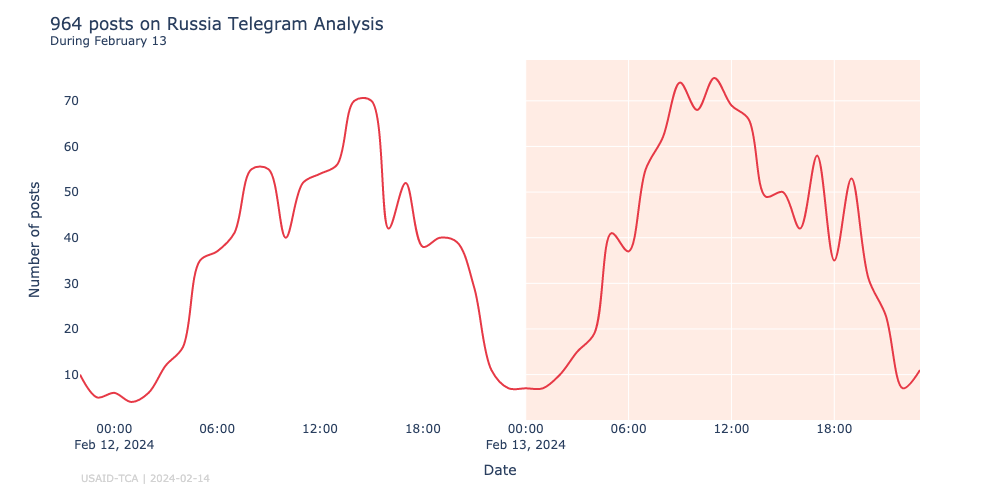 964 posts on Russia Telegram Analysis
During February 13
Number of posts
70
60
50
40
30
20
10
00:00 06:00 12:00 18:00 00:00 06:00 12:00 18:00
Feb 12, 2024 Feb 13, 2024
Date
USAID-TCA | 2024-02-14